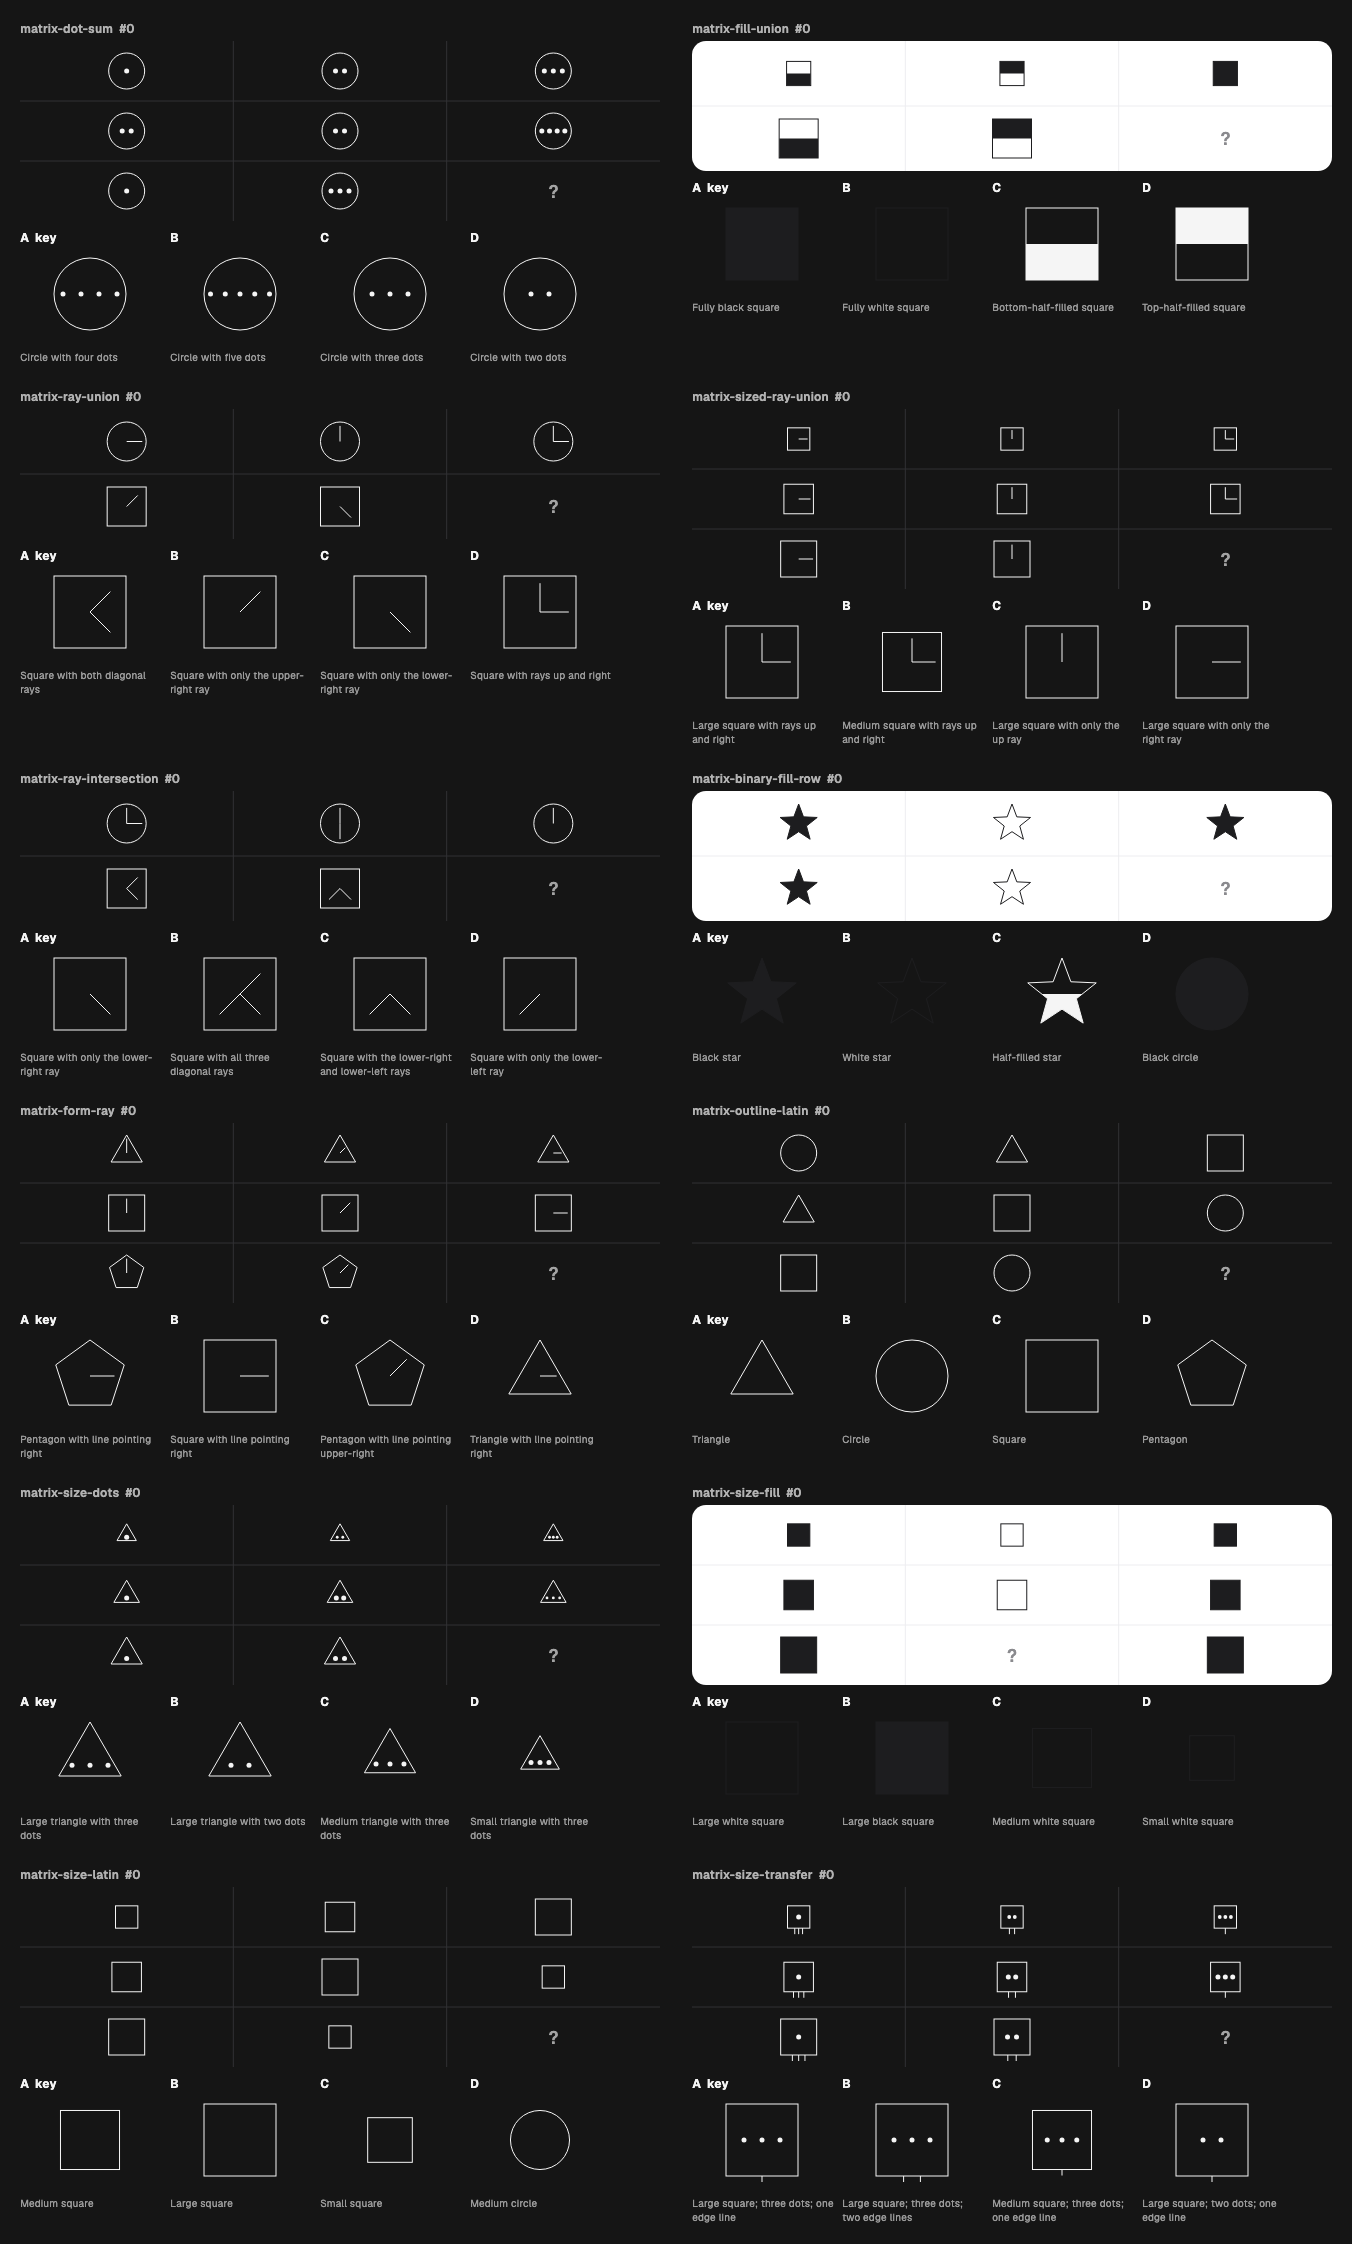 matrix-dot-sum #0
?
A key
B
C
D
Circle with four dots
Circle with five dots
Circle with three dots
Circle with two dots
matrix-fill-union #0
?
A key
B
C
D
Fully black square
Fully white square
Bottom-half-filled square
Top-half-filled square
matrix-ray-union #0
?
A key
B
C
D
Square with both diagonal
rays
Square with only the upper-
right ray
Square with only the lower-
right ray
Square with rays up and right
matrix-sized-ray-union #0
?
A key
B
C
D
Large square with rays up
and right
Medium square with rays up
and right
Large square with only the
up ray
Large square with only the
right ray
matrix-ray-intersection #0
?
A key
B
C
D
Square with only the lower-
right ray
Square with all three
diagonal rays
Square with the lower-right
and lower-left rays
Square with only the lower-
left ray
matrix-binary-fill-row #0
?
A key
B
C
D
Black star
White star
Half-filled star
Black circle
matrix-form-ray #0
?
A key
B
C
D
Pentagon with line pointing
right
Square with line pointing
right
Pentagon with line pointing
upper-right
Triangle with line pointing
right
matrix-outline-latin #0
?
A key
B
C
D
Triangle
Circle
Square
Pentagon
matrix-size-dots #0
?
A key
B
C
D
Large triangle with three
dots
Large triangle with two dots
Medium triangle with three
dots
Small triangle with three
dots
matrix-size-fill #0
?
A key
B
C
D
Large white square
Large black square
Medium white square
Small white square
matrix-size-latin #0
?
A key
B
C
D
Medium square
Large square
Small square
Medium circle
matrix-size-transfer #0
?
A key
B
C
D
Large square; three dots; one
edge line
Large square; three dots;
two edge lines
Medium square; three dots;
one edge line
Large square; two dots; one
edge line